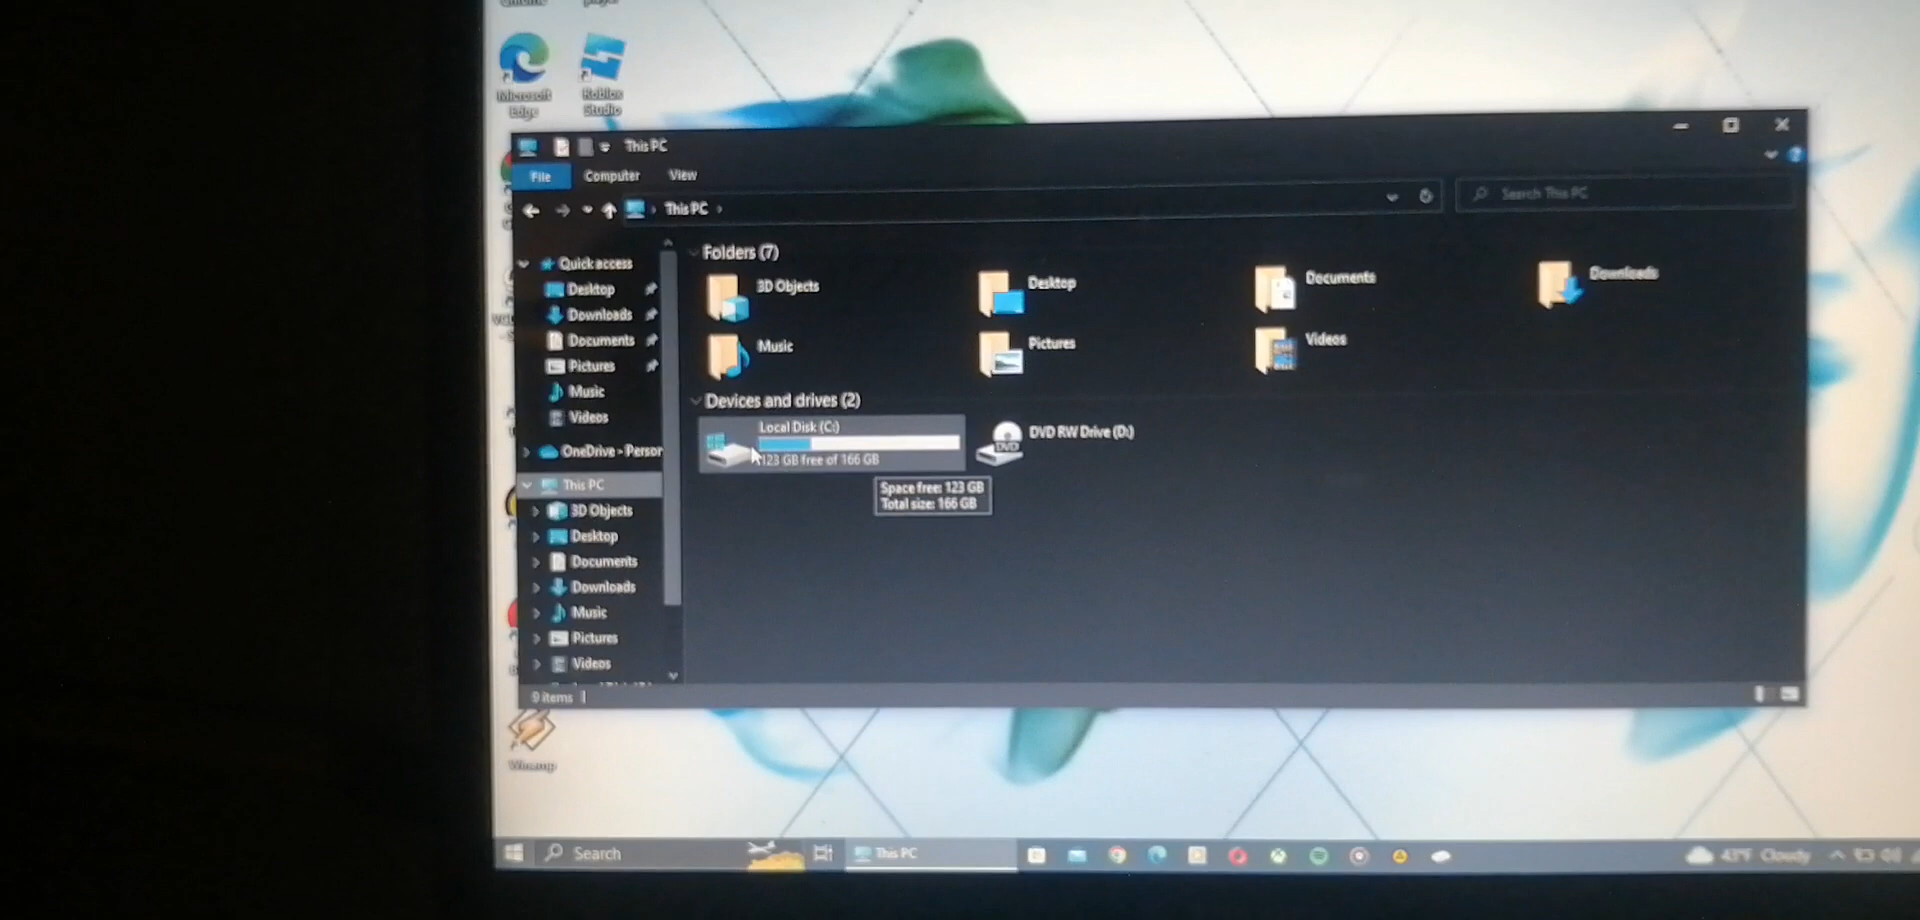 Microsoft
Edge
Roblox
Studio
This PC
File
Computer
View
This PC
Search This PC
Quick access
Desktop
Downloads
Documents
Pictures
Music
Videos
OneDrive - Person
This PC
3D Objects
Desktop
Documents
Downloads
Music
Pictures
Videos
9 items
Folders (7)
3D Objects
Desktop
Documents
Downloads
Music
Pictures
Videos
Devices and drives (2)
Local Disk (C:)
123 GB free of 166 GB
DVD
DVD RW Drive (D:)
Space free: 123 GB
Total size: 166 GB
Winamp
Search
This PC
43°F Cloudy